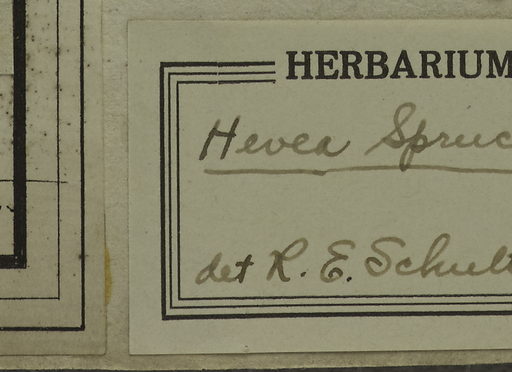 HERBARIUM
Hevea Spruc
det R. E. Schult